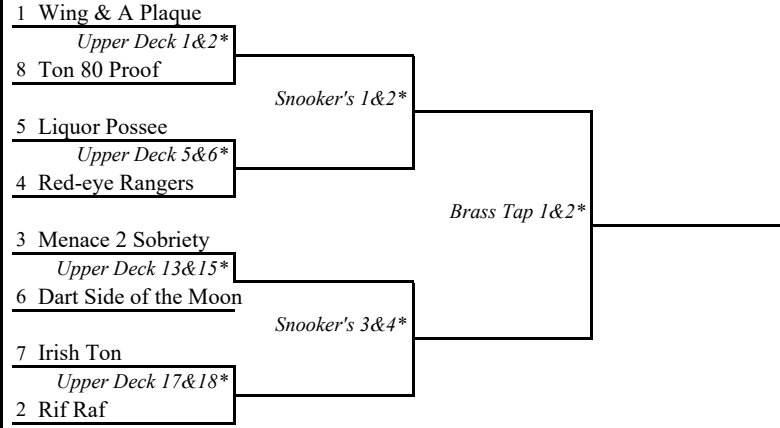 1 Wing & A Plaque
Upper Deck 1&2*
8 Ton 80 Proof
Snooker's 1&2*
5 Liquor Possee
Upper Deck 5&6*
4 Red-eye Rangers
Brass Tap 1&2*
3 Menace 2 Sobriety
Upper Deck 13&15*
6 Dart Side of the Moon
Snooker's 3&4*
7 Irish Ton
Upper Deck 17&18*
2 Rif Raf